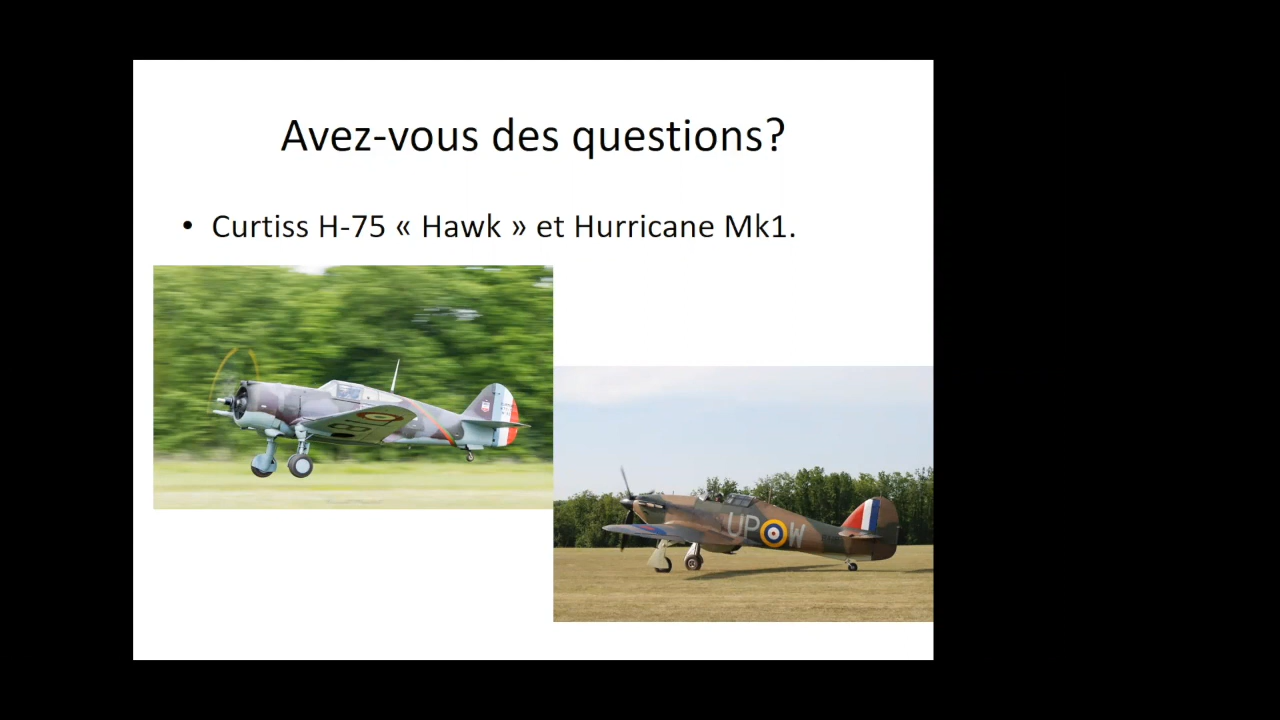 Avez-vous des questions?
• Curtiss H-75 « Hawk » et Hurricane Mk1.
UP W